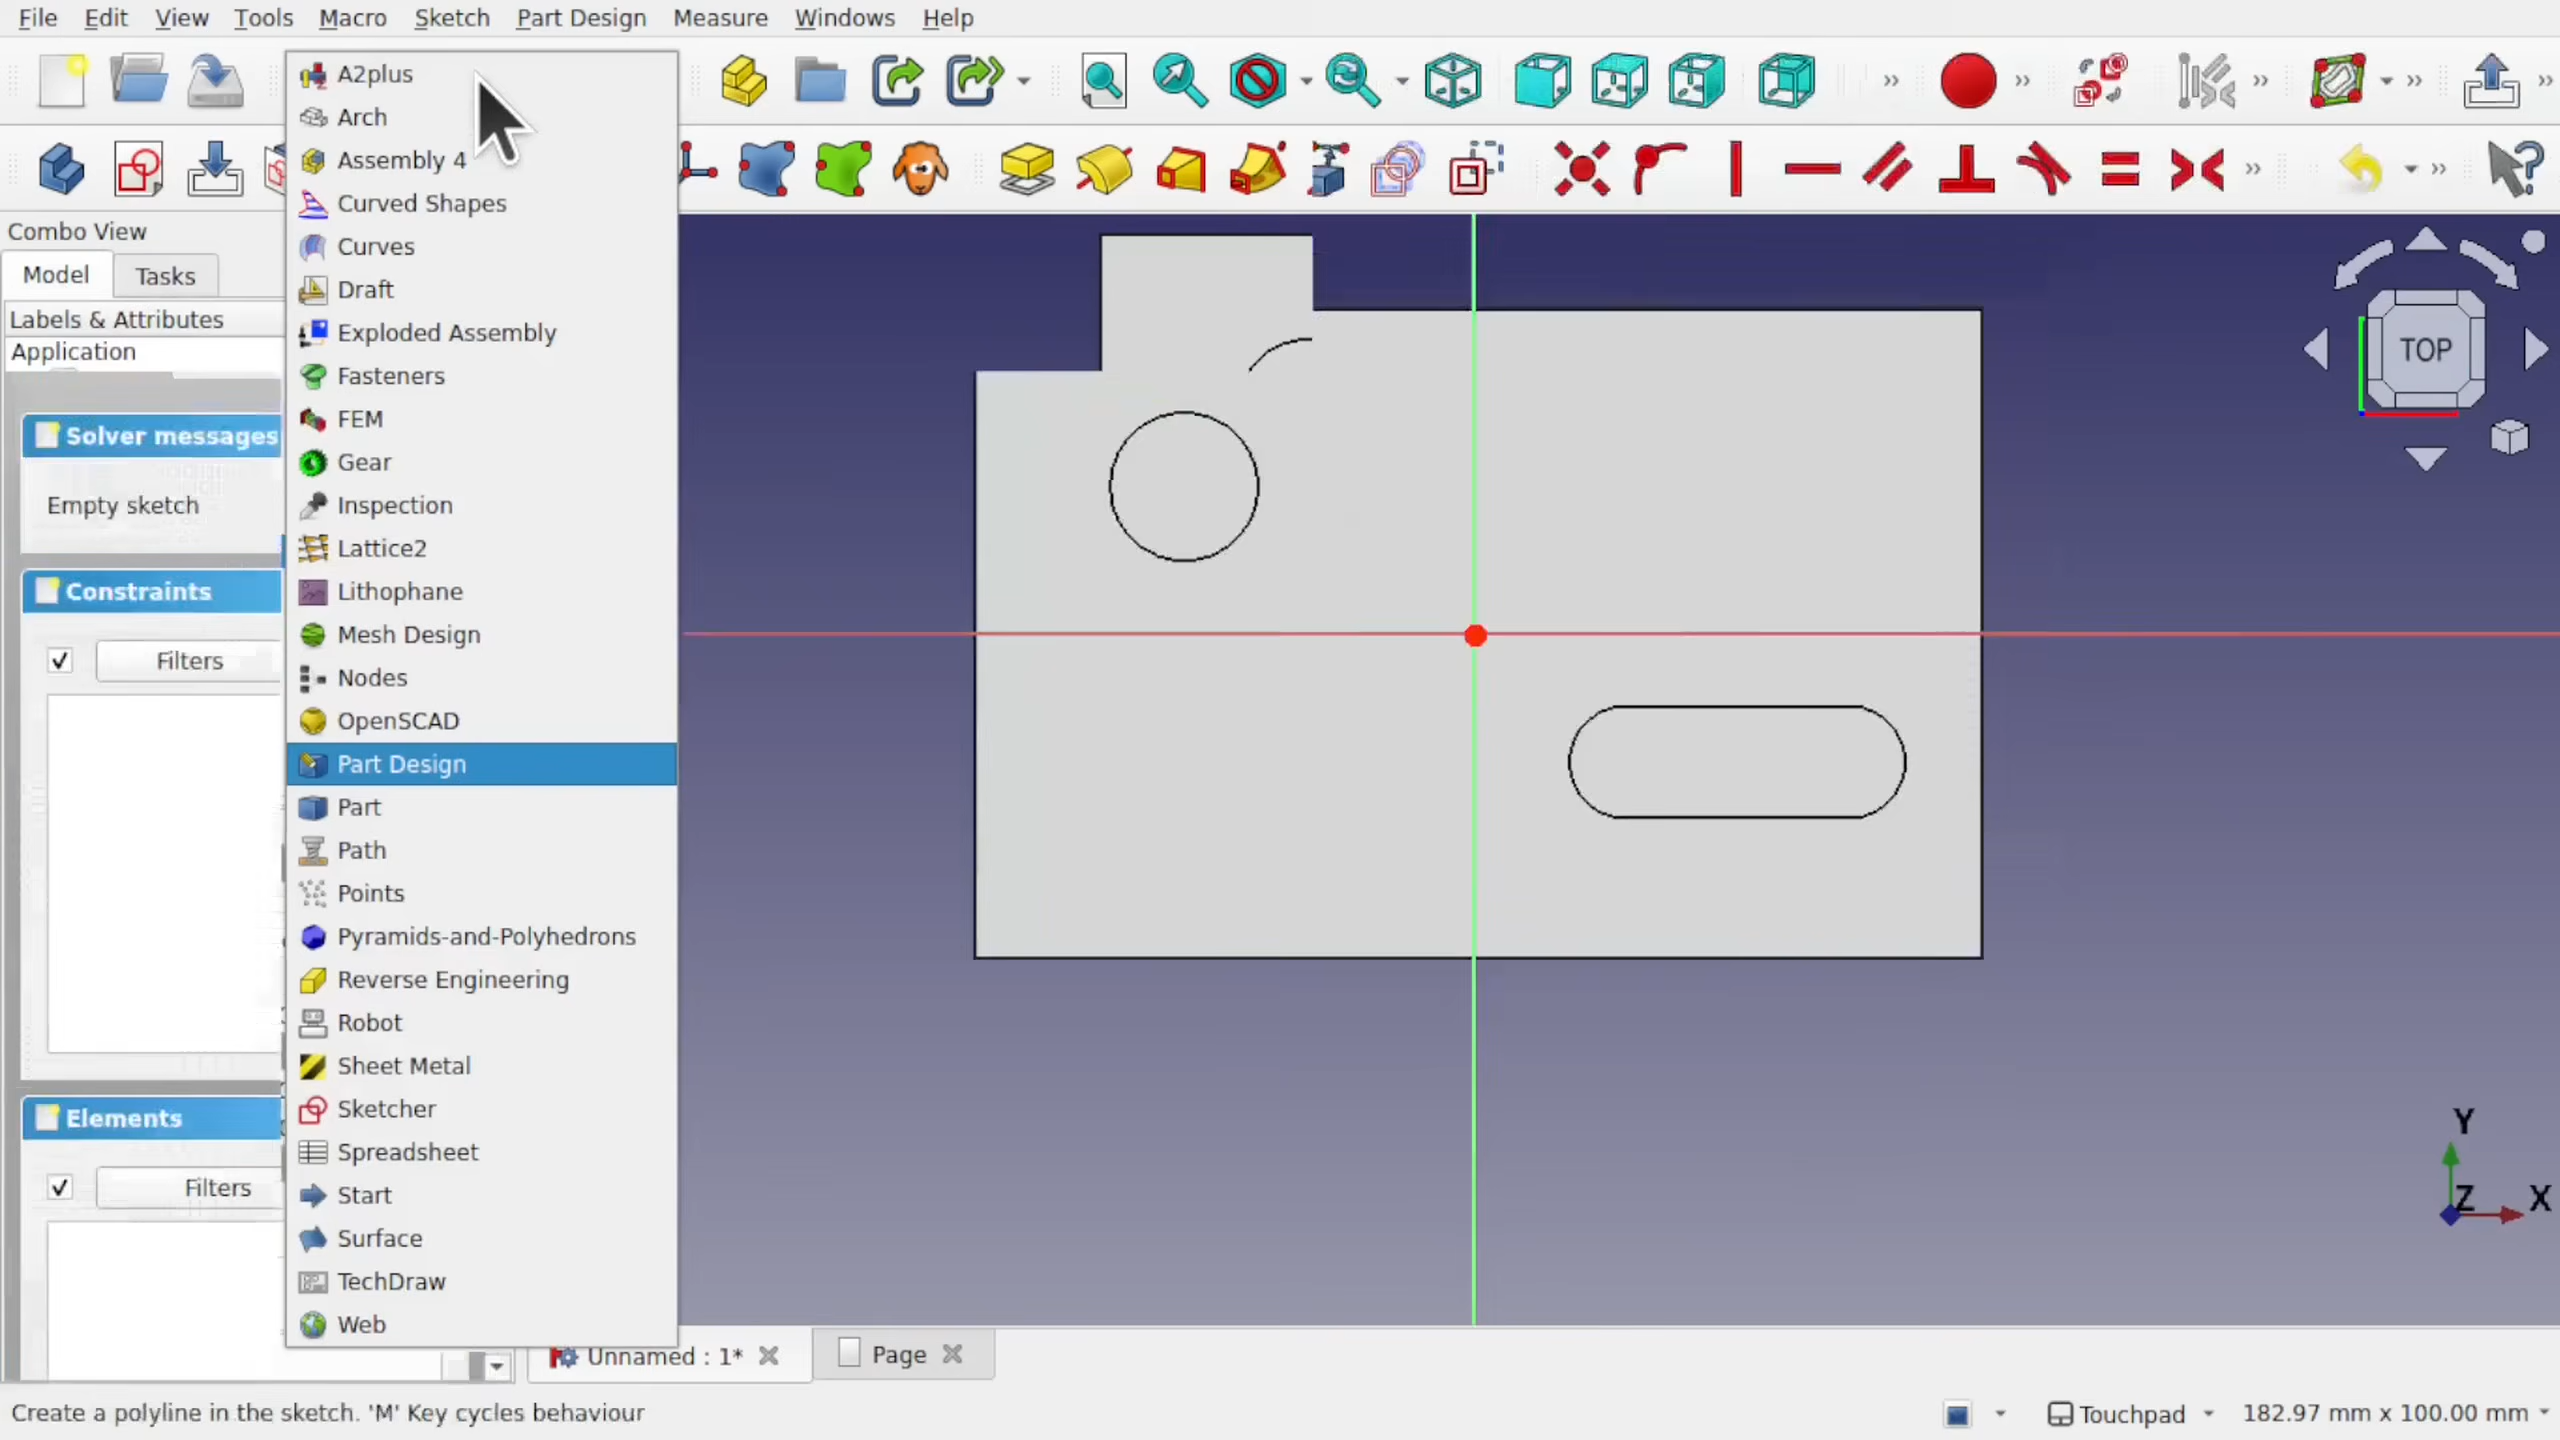 File Edit View Tools Macro Sketch Part Design Measure Windows Help
A2plus
Arch
Assembly 4
Curved Shapes
Curves
Draft
Exploded Assembly
Fasteners
FEM
Gear
Inspection
Lattice2
Lithophane
Mesh Design
Nodes
OpenSCAD
Part Design
Part
Path
Points
Pyramids-and-Polyhedrons
Reverse Engineering
Robot
Sheet Metal
Sketcher
Spreadsheet
Start
Surface
TechDraw
Web
Combo View
Model Tasks
Labels & Attributes
Application
Solver messages
Empty sketch
Constraints
Filters
Elements
Filters
TOP
Y
Z X
Unnamed : 1* Page
Create a polyline in the sketch. 'M' Key cycles behaviour
Touchpad 182.97 mm x 100.00 mm